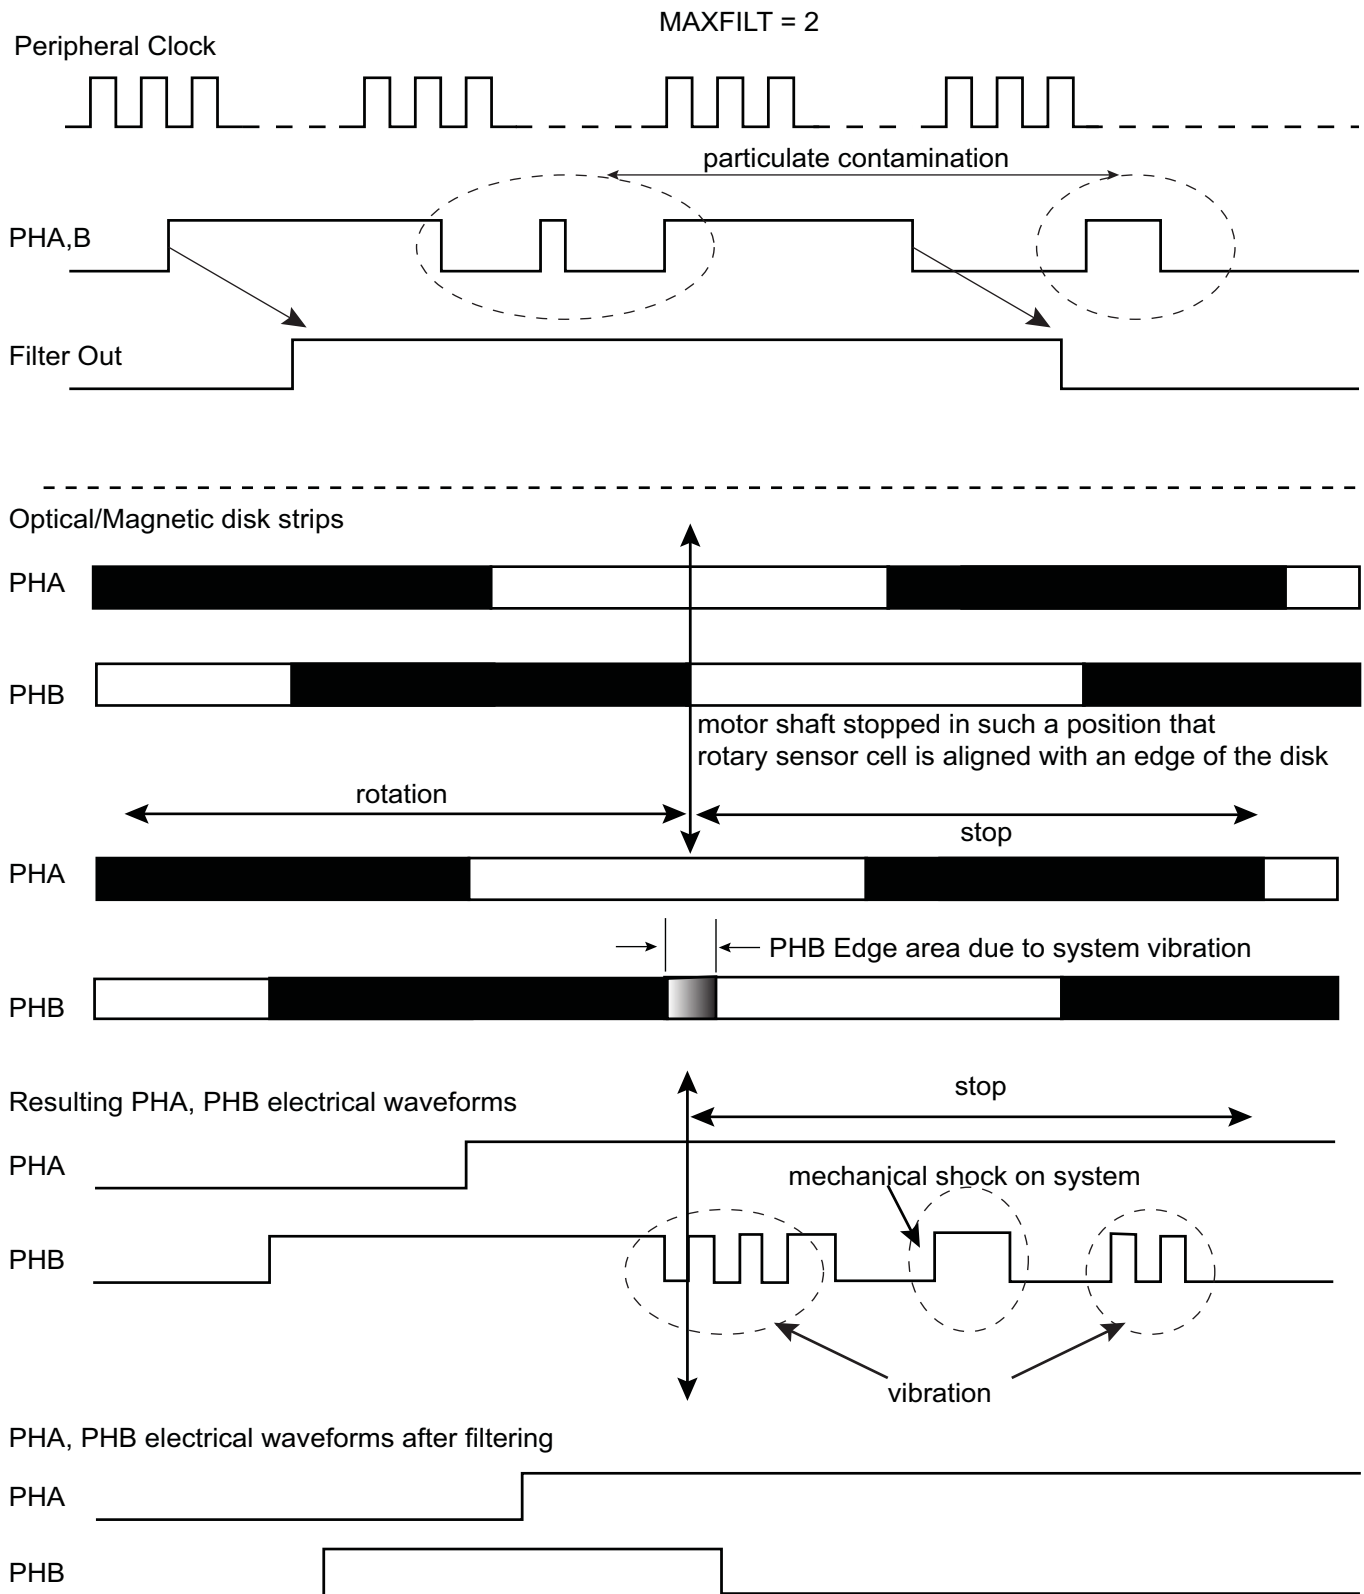 MAXFILT = 2
Peripheral Clock
particulate contamination
PHA,B
Filter Out
Optical/Magnetic disk strips
PHA
PHB
motor shaft stopped in such a position that
rotary sensor cell is aligned with an edge of the disk
rotation
stop
PHA
PHB Edge area due to system vibration
PHB
Resulting PHA, PHB electrical waveforms
stop
PHA
mechanical shock on system
PHB
vibration
PHA, PHB electrical waveforms after filtering
PHA
PHB